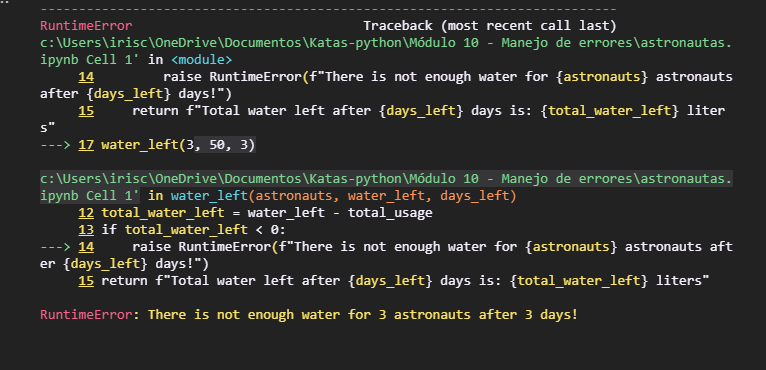 RuntimeError Traceback (most recent call last)
c:\Users\irisc\OneDrive\Documentos\Katas-python\Módulo 10 - Manejo de errores\astronautas.
ipynb Cell 1' in <module>
14 raise RuntimeError(f"There is not enough water for {astronauts} astronauts
after {days_left} days!")
15 return f"Total water left after {days_left} days is: {total_water_left} liter
s"
---> 17 water_left(3, 50, 3)
c:\Users\irisc\OneDrive\Documentos\Katas-python\Módulo 10 - Manejo de errores\astronautas.
ipynb Cell 1' in water_left(astronauts, water_left, days_left)
12 total_water_left = water_left - total_usage
13 if total_water_left < 0:
---> 14 raise RuntimeError(f"There is not enough water for {astronauts} astronauts aft
er {days_left} days!")
15 return f"Total water left after {days_left} days is: {total_water_left} liters"
RuntimeError: There is not enough water for 3 astronauts after 3 days!